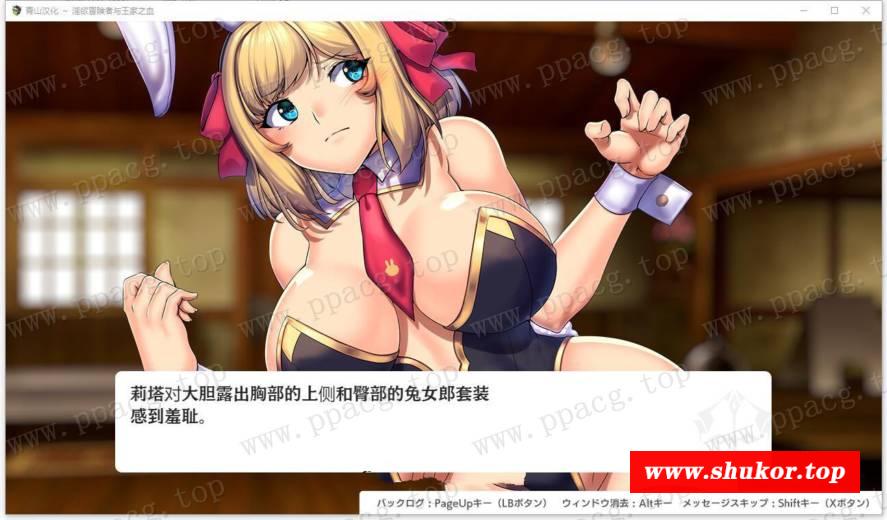 青山汉化 ~ 淫欲冒険者与王家之血
www.ppacg.top
莉塔对大胆露出胸部的上侧和臀部的兔女郎套装
感到羞耻。
www.shukor.top
バックログ：PageUpキー（LBボタン） ウィンドウ消去：Altキー メッセージスキップ：Shiftキー（Xボタン）